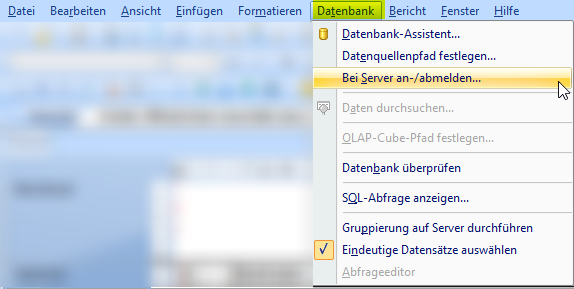 Datei Bearbeiten Ansicht Einfügen Formatieren Datenbank Bericht Fenster Hilfe
Datenbank-Assistent...
Datenquellenpfad festlegen...
Bei Server an-/abmelden...
Daten durchsuchen...
OLAP-Cube-Pfad festlegen...
Datenbank überprüfen
SQL-Abfrage anzeigen...
Gruppierung auf Server durchführen
Eindeutige Datensätze auswählen
Abfrageeditor